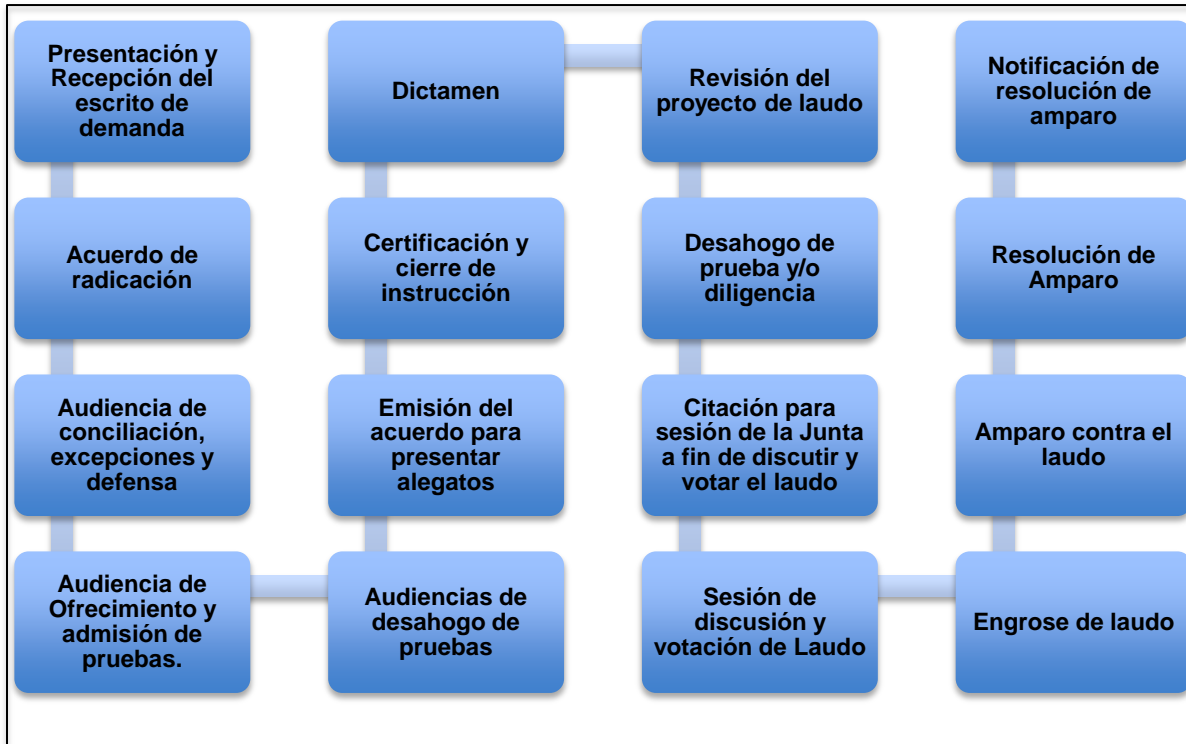 Presentación y
Recepción del
escrito de
demanda
Acuerdo de
radicación
Audiencia de
conciliación,
excepciones y
defensa
Audiencia de
Ofrecimiento y
admisión de
pruebas.
Audiencias de
desahogo de
pruebas
Emisión del
acuerdo para
presentar
alegatos
Certificación y
cierre de
instrucción
Dictamen
Revisión del
proyecto de laudo
Desahogo de
prueba y/o
diligencia
Citación para
sesión de la Junta
a fin de discutir y
votar el laudo
Sesión de
discusión y
votación de Laudo
Engrose de laudo
Amparo contra el
laudo
Resolución de
Amparo
Notificación de
resolución de
amparo